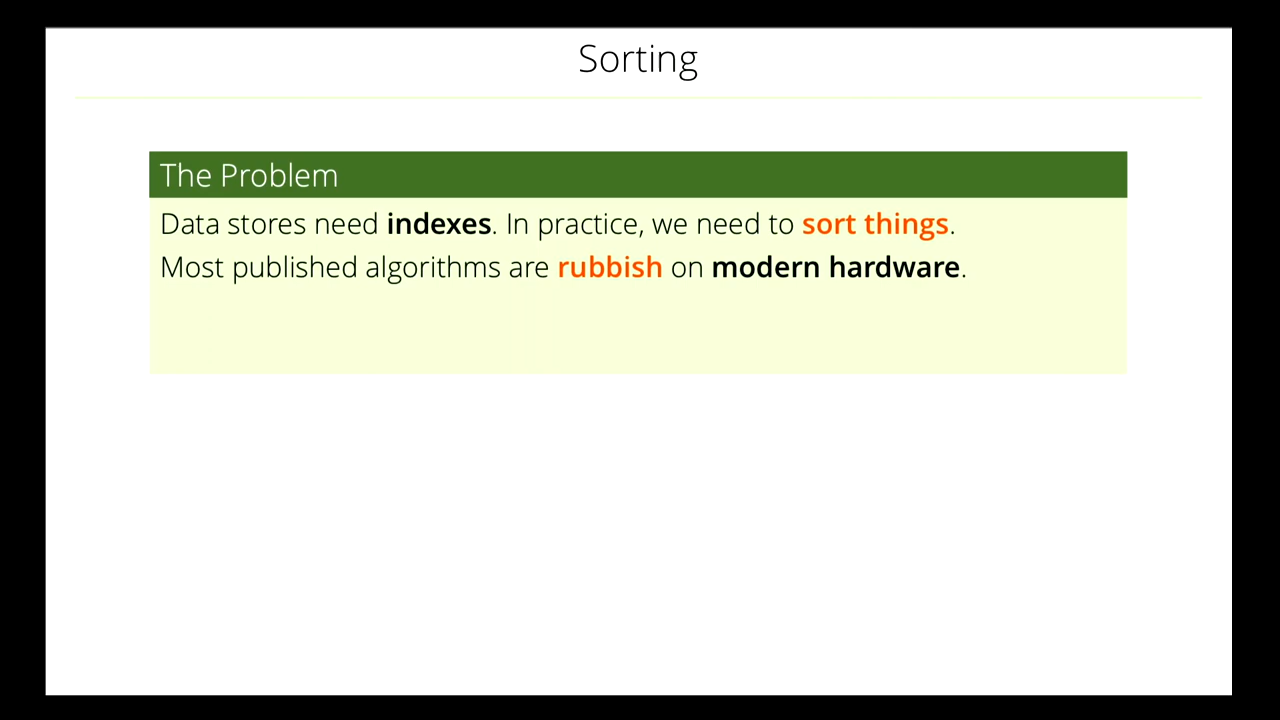 Sorting
The Problem
Data stores need indexes. In practice, we need to sort things.
Most published algorithms are rubbish on modern hardware.